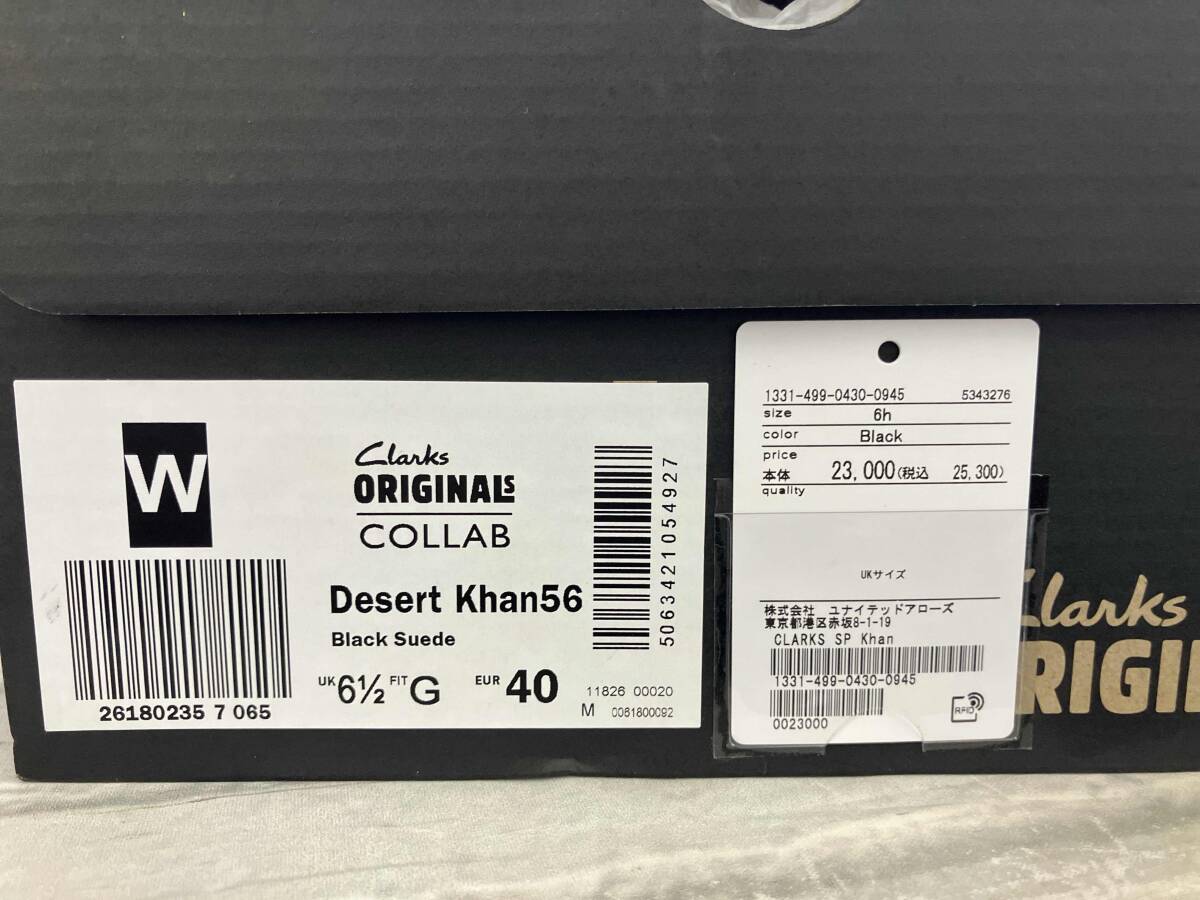 W
Clarks
ORIGINALS
COLLAB
Desert Khan56
Black Suede
UK 6½ FIT G EUR 40
26180235 7 065
11826 00020
M 0061800092
5063421054927
1331-499-0430-0945 5343276
size 6h
color Black
price
本体 23,000(税込 25,300)
quality
UKサイズ
株式会社 ユナイテッドアローズ
東京都港区赤坂8-1-19
CLARKS SP Khan
1331-499-0430-0945
0023000
RFID
Clarks
RIGI